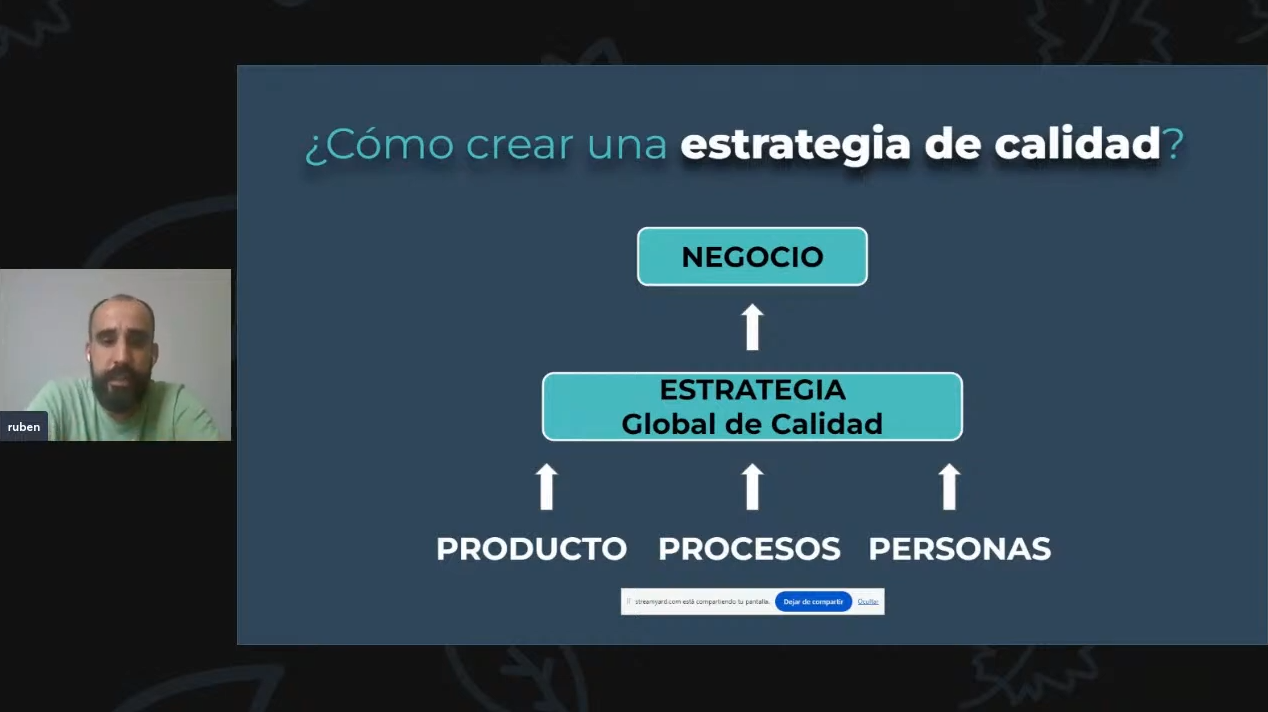 ¿Cómo crear una estrategia de calidad?
NEGOCIO
ESTRATEGIA
Global de Calidad
PRODUCTO PROCESOS PERSONAS
streamyard.com está compartiendo tu pantalla. Dejar de compartir Ocultar
ruben